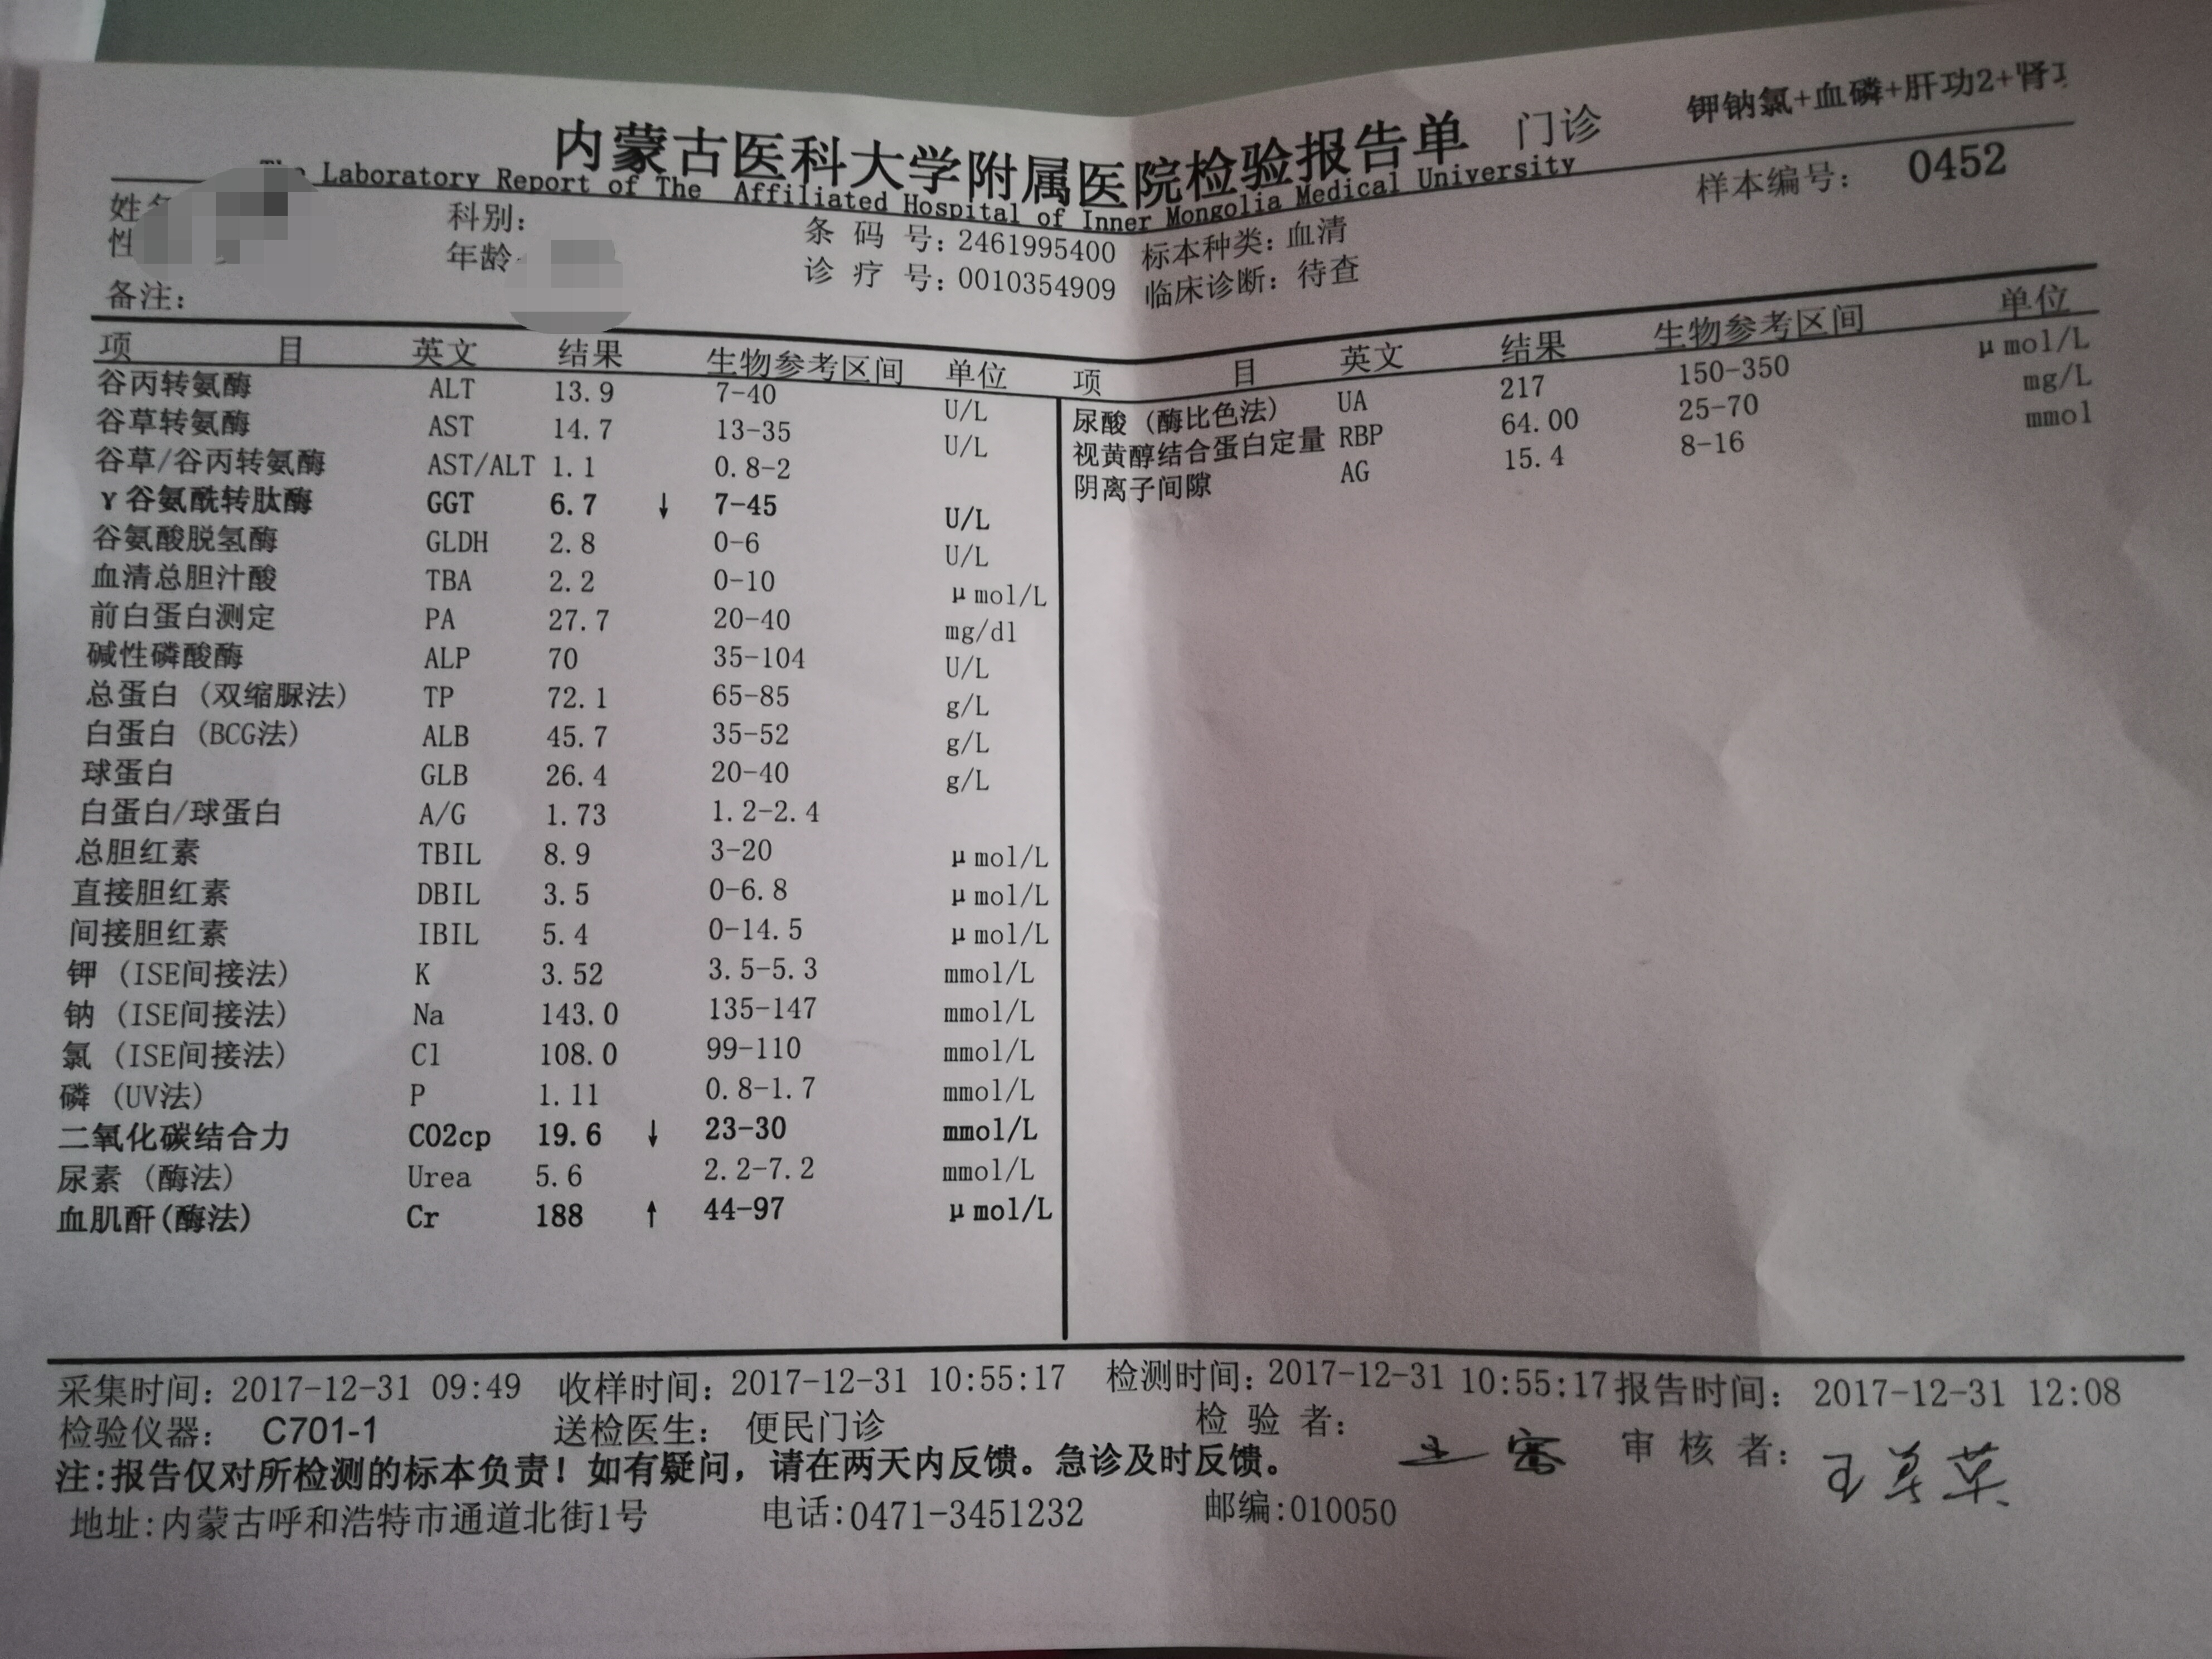 钾钠氯+血磷+肝功2+肾
内蒙古医科大学附属医院检验报告单 门诊
Laboratory Report of The Affiliated Hospital of Inner Mongolia Medical University
样本编号: 0452
姓 科别: 条 码 号: 2461995400 标本种类: 血清
性 年龄 诊 疗 号: 0010354909 临床诊断: 待查
备注:
项 目 英文 结果 生物参考区间 单位
谷丙转氨酶 ALT 13.9 7-40 U/L
谷草转氨酶 AST 14.7 13-35 U/L
谷草/谷丙转氨酶 AST/ALT 1.1 0.8-2
γ谷氨酰转肽酶 GGT 6.7 ↓ 7-45 U/L
谷氨酸脱氢酶 GLDH 2.8 0-6 U/L
血清总胆汁酸 TBA 2.2 0-10 μmol/L
前白蛋白测定 PA 27.7 20-40 mg/dl
碱性磷酸酶 ALP 70 35-104 U/L
总蛋白 (双缩脲法) TP 72.1 65-85 g/L
白蛋白 (BCG法) ALB 45.7 35-52 g/L
球蛋白 GLB 26.4 20-40 g/L
白蛋白/球蛋白 A/G 1.73 1.2-2.4
总胆红素 TBIL 8.9 3-20 μmol/L
直接胆红素 DBIL 3.5 0-6.8 μmol/L
间接胆红素 IBIL 5.4 0-14.5 μmol/L
钾 (ISE间接法) K 3.52 3.5-5.3 mmol/L
钠 (ISE间接法) Na 143.0 135-147 mmol/L
氯 (ISE间接法) Cl 108.0 99-110 mmol/L
磷 (UV法) P 1.11 0.8-1.7 mmol/L
二氧化碳结合力 CO2cp 19.6 ↓ 23-30 mmol/L
尿素 (酶法) Urea 5.6 2.2-7.2 mmol/L
血肌酐(酶法) Cr 188 ↑ 44-97 μmol/L
项 目 英文 结果 生物参考区间 单位
尿酸 (酶比色法) UA 217 150-350 μmol/L
视黄醇结合蛋白定量 RBP 64.00 25-70 mg/L
阴离子间隙 AG 15.4 8-16 mmol
采集时间: 2017-12-31 09:49 收样时间: 2017-12-31 10:55:17 检测时间: 2017-12-31 10:55:17 报告时间: 2017-12-31 12:08
检验仪器: C701-1 送检医生: 便民门诊 检 验 者: 审 核 者:
注:报告仅对所检测的标本负责! 如有疑问, 请在两天内反馈。急诊及时反馈。
地址:内蒙古呼和浩特市通道北街1号 电话:0471-3451232 邮编:010050